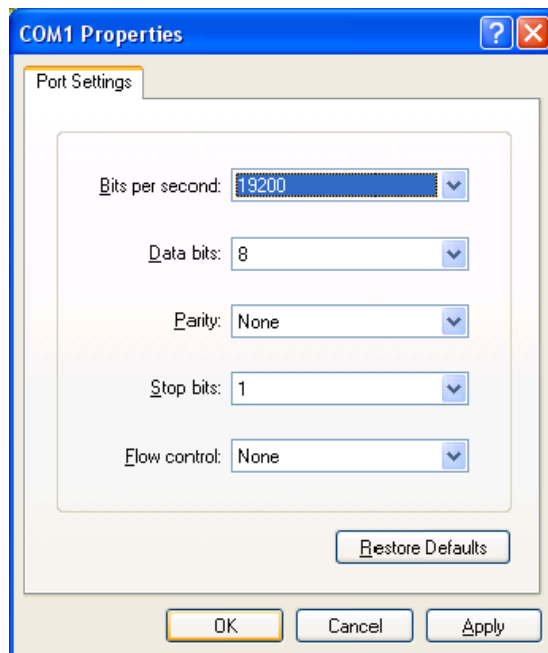 COM1 Properties
Port Settings
Bits per second: 19200
Data bits: 8
Parity: None
Stop bits: 1
Flow control: None
Restore Defaults
OK Cancel Apply